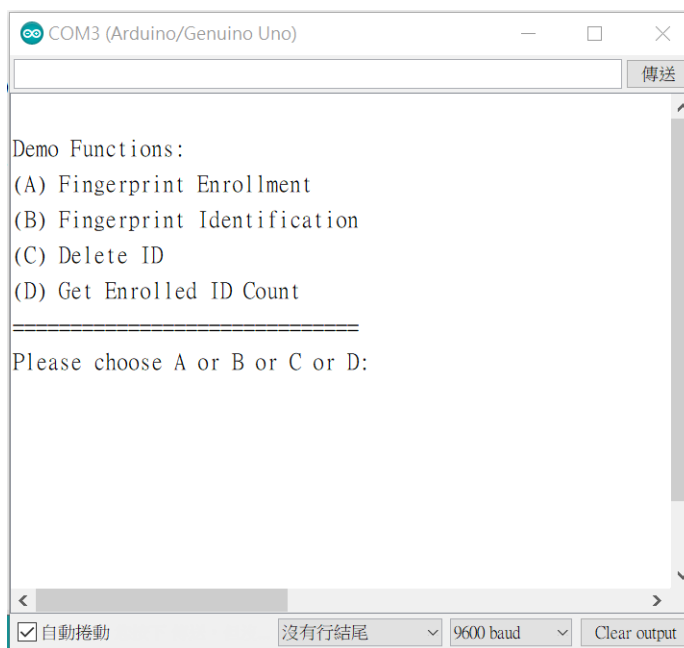 COM3 (Arduino/Genuino Uno)
傳送
Demo Functions:
(A) Fingerprint Enrollment
(B) Fingerprint Identification
(C) Delete ID
(D) Get Enrolled ID Count
==============================
Please choose A or B or C or D:
自動捲動 沒有行結尾 9600 baud Clear output